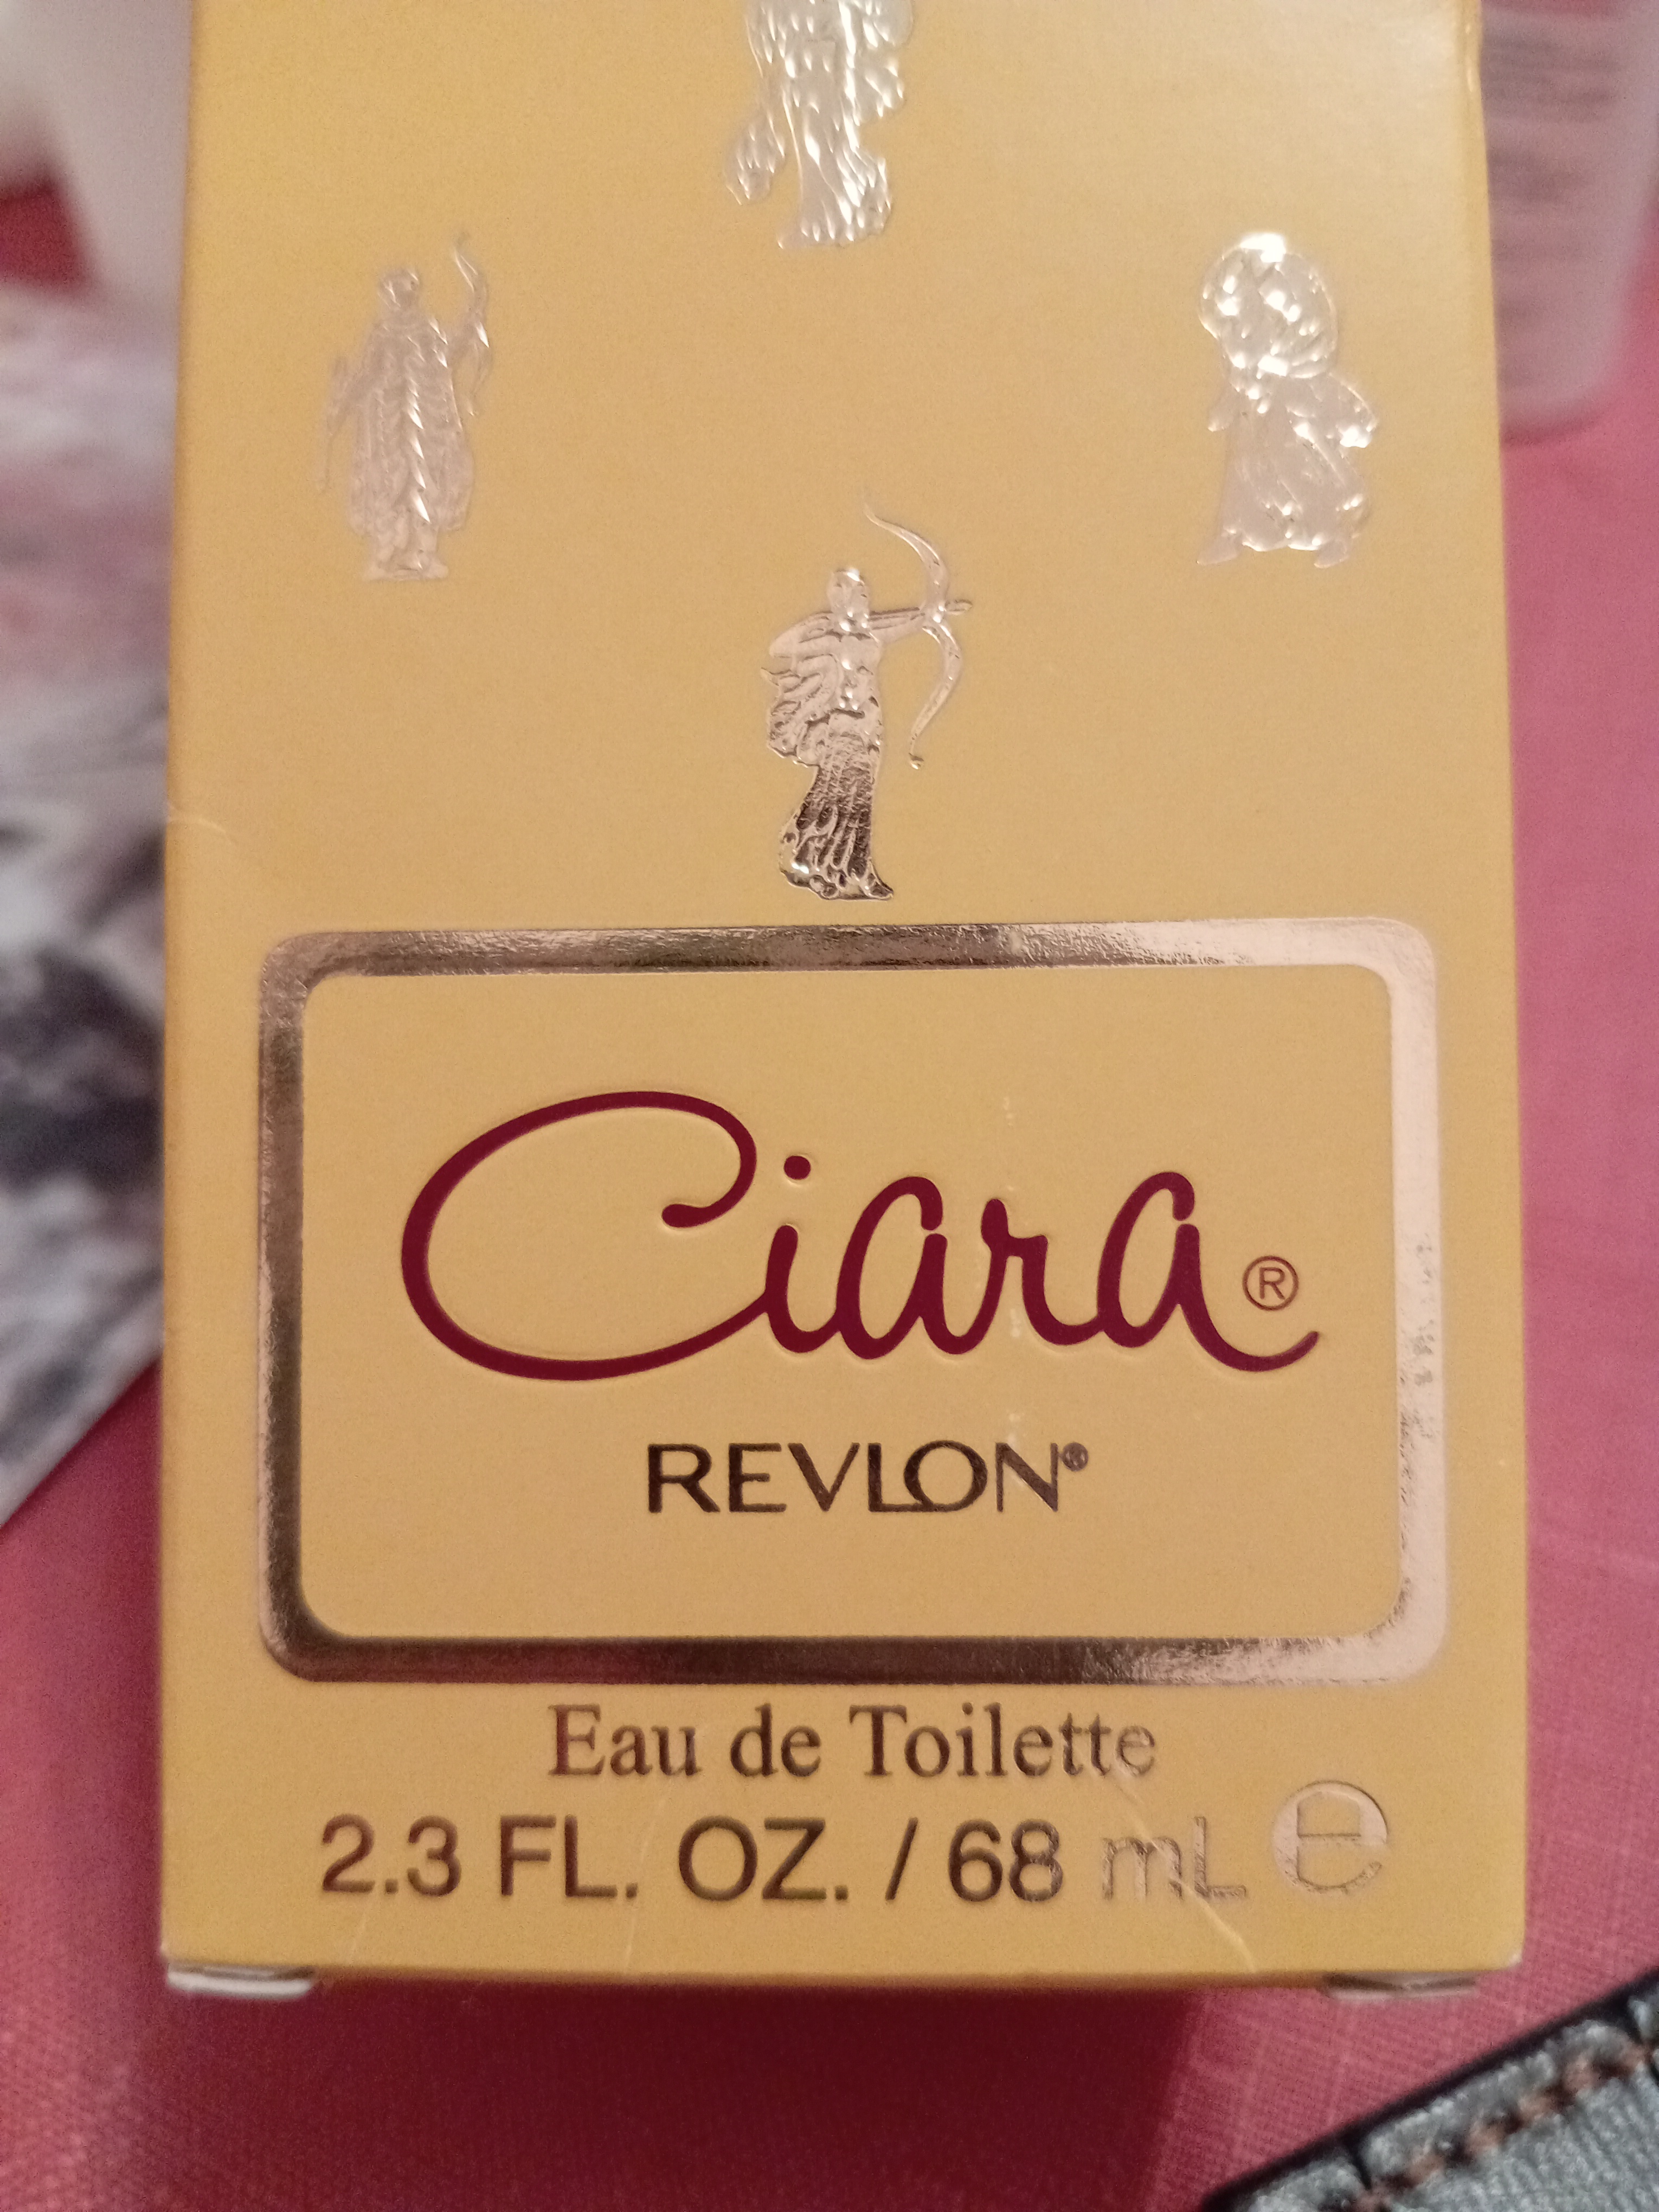 Ciara®
REVLON®
Eau de Toilette
2.3 FL. OZ. / 68 mL ℮